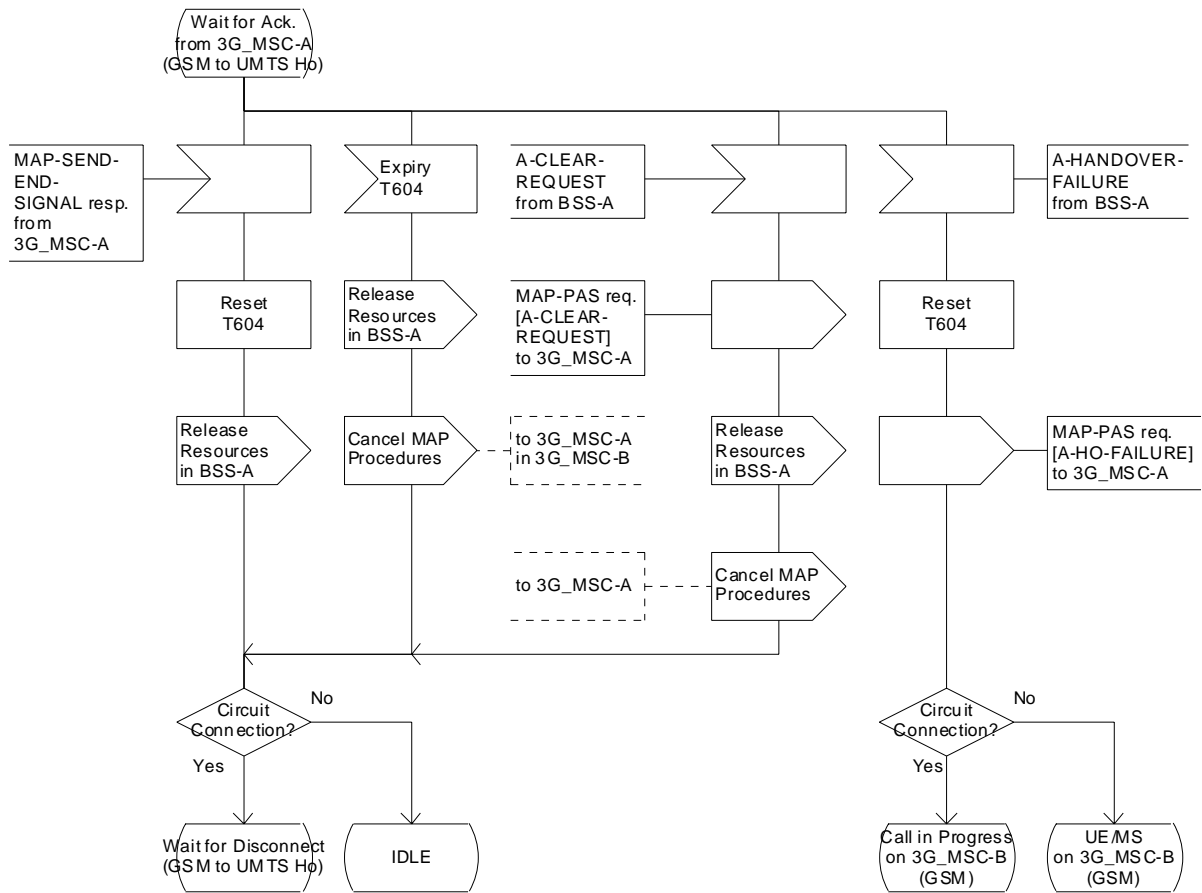 Wait for Ack.
from 3G_MSC-A
(GSM to UMTS Ho)
MAP-SEND-
END-
SIGNAL resp.
from
3G_MSC-A
Expiry
T604
A-CLEAR-
REQUEST
from BSS-A
A-HANDOVER-
FAILURE
from BSS-A
Reset
T604
Release
Resources
in BSS-A
MAP-PAS req.
[A-CLEAR-
REQUEST]
to 3G_MSC-A
Reset
T604
Release
Resources
in BSS-A
Cancel MAP
Procedures
to 3G_MSC-A
in 3G_MSC-B
Release
Resources
in BSS-A
MAP-PAS req.
[A-HO-FAILURE]
to 3G_MSC-A
to 3G_MSC-A
Cancel MAP
Procedures
Circuit
Connection?
No
Yes
Circuit
Connection?
No
Yes
Wait for Disconnect
(GSM to UMTS Ho)
IDLE
Call in Progress
on 3G_MSC-B
(GSM)
UE/MS
on 3G_MSC-B
(GSM)